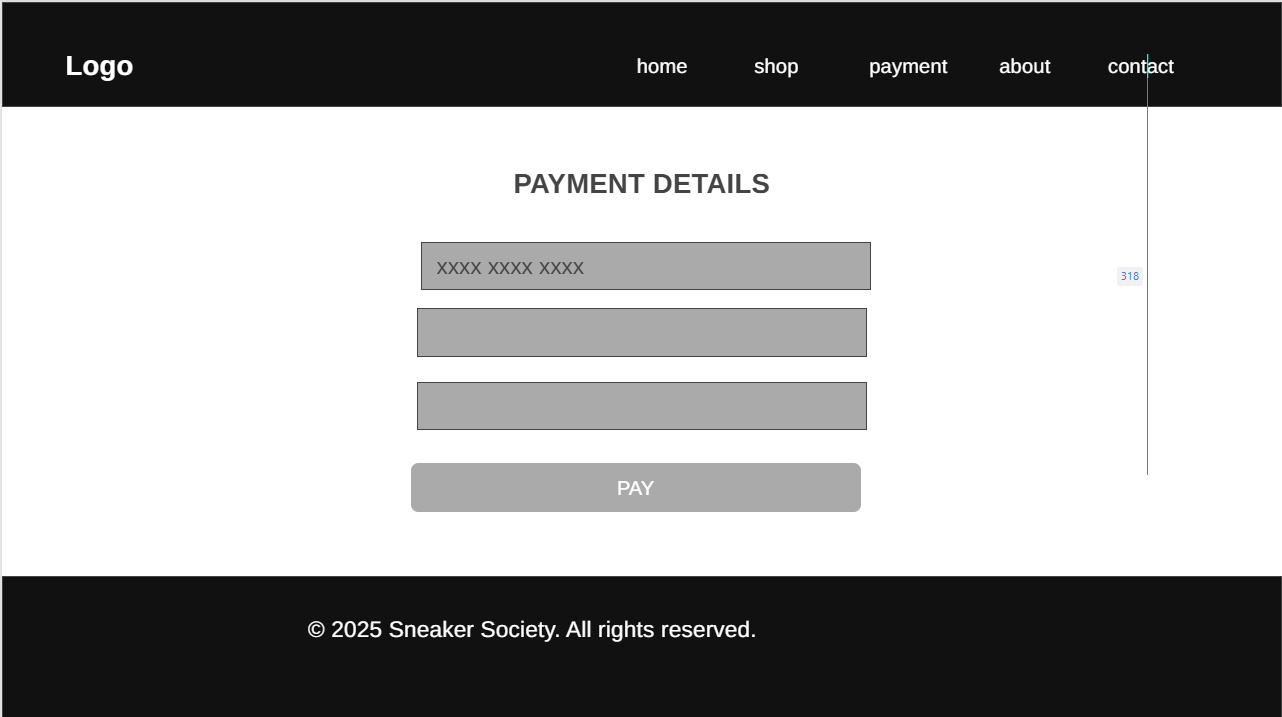 Logo
home shop payment about contact
PAYMENT DETAILS
xxxx xxxx xxxx
318
PAY
© 2025 Sneaker Society. All rights reserved.